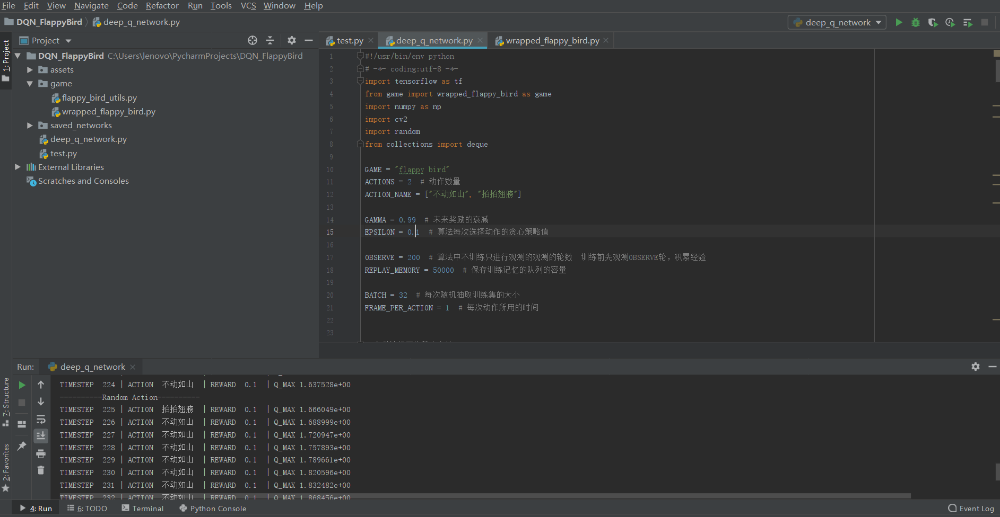 File Edit View Navigate Code Refactor Run Tools VCS Window Help
DQN_FlappyBird deep_q_network.py deep_q_network
1: Project
Project
test.py deep_q_network.py wrapped_flappy_bird.py
DQN_FlappyBird C:\Users\lenovo\PycharmProjects\DQN_FlappyBird
assets
game
flappy_bird_utils.py
wrapped_flappy_bird.py
saved_networks
deep_q_network.py
test.py
External Libraries
Scratches and Consoles
1 #!/usr/bin/env python
2 # -*- coding:utf-8 -*-
3 import tensorflow as tf
4 from game import wrapped_flappy_bird as game
5 import numpy as np
6 import cv2
7 import random
8 from collections import deque
9
10 GAME = "flappy bird"
11 ACTIONS = 2 # 动作数量
12 ACTION_NAME = ["不动如山", "拍拍翅膀"]
13
14 GAMMA = 0.99 # 未来奖励的衰减
15 EPSILON = 0.1 # 算法每次选择动作的贪心策略值
16
17 OBSERVE = 200 # 算法中不训练只进行观测的观测的轮数 训练前先观测OBSERVE轮，积累经验
18 REPLAY_MEMORY = 50000 # 保存训练记忆的队列的容量
19
20 BATCH = 32 # 每次随机抽取训练集的大小
21 FRAME_PER_ACTION = 1 # 每次动作所用的时间
22
23
Run: deep_q_network
TIMESTEP 224 | ACTION 不动如山 | REWARD 0.1 | Q_MAX 1.637528e+00
----------Random Action----------
TIMESTEP 225 | ACTION 拍拍翅膀 | REWARD 0.1 | Q_MAX 1.666049e+00
TIMESTEP 226 | ACTION 不动如山 | REWARD 0.1 | Q_MAX 1.688999e+00
TIMESTEP 227 | ACTION 不动如山 | REWARD 0.1 | Q_MAX 1.720947e+00
TIMESTEP 228 | ACTION 不动如山 | REWARD 0.1 | Q_MAX 1.757893e+00
TIMESTEP 229 | ACTION 不动如山 | REWARD 0.1 | Q_MAX 1.789661e+00
TIMESTEP 230 | ACTION 不动如山 | REWARD 0.1 | Q_MAX 1.820596e+00
TIMESTEP 231 | ACTION 不动如山 | REWARD 0.1 | Q_MAX 1.832482e+00
TIMESTEP 232 | ACTION 不动如山 | REWARD 0.1 | Q_MAX 1.868456e+00
Z: Structure
2: Favorites
4: Run 6: TODO Terminal Python Console Event Log